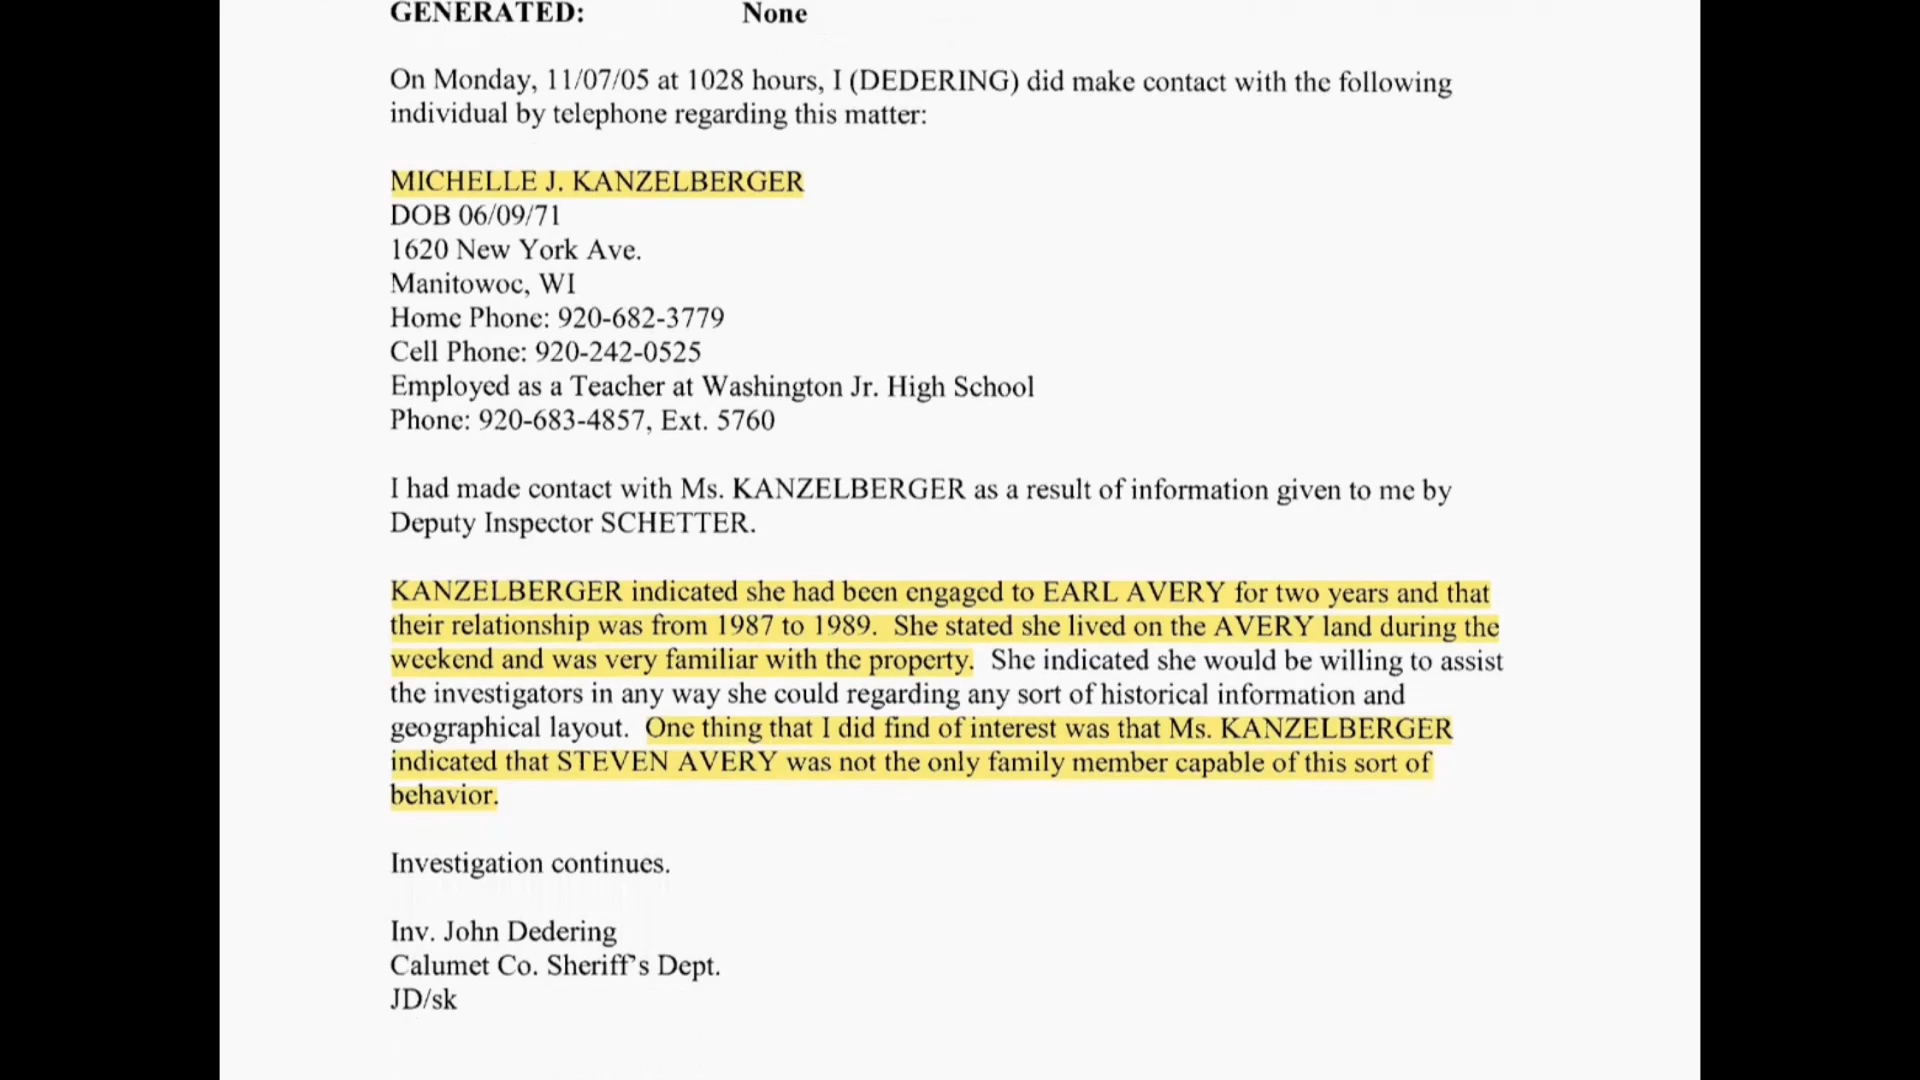 GENERATED: None
On Monday, 11/07/05 at 1028 hours, I (DEDERING) did make contact with the following
individual by telephone regarding this matter:
MICHELLE J. KANZELBERGER
DOB 06/09/71
1620 New York Ave.
Manitowoc, WI
Home Phone: 920-682-3779
Cell Phone: 920-242-0525
Employed as a Teacher at Washington Jr. High School
Phone: 920-683-4857, Ext. 5760
I had made contact with Ms. KANZELBERGER as a result of information given to me by
Deputy Inspector SCHETTER.
KANZELBERGER indicated she had been engaged to EARL AVERY for two years and that
their relationship was from 1987 to 1989. She stated she lived on the AVERY land during the
weekend and was very familiar with the property. She indicated she would be willing to assist
the investigators in any way she could regarding any sort of historical information and
geographical layout. One thing that I did find of interest was that Ms. KANZELBERGER
indicated that STEVEN AVERY was not the only family member capable of this sort of
behavior.
Investigation continues.
Inv. John Dedering
Calumet Co. Sheriff's Dept.
JD/sk